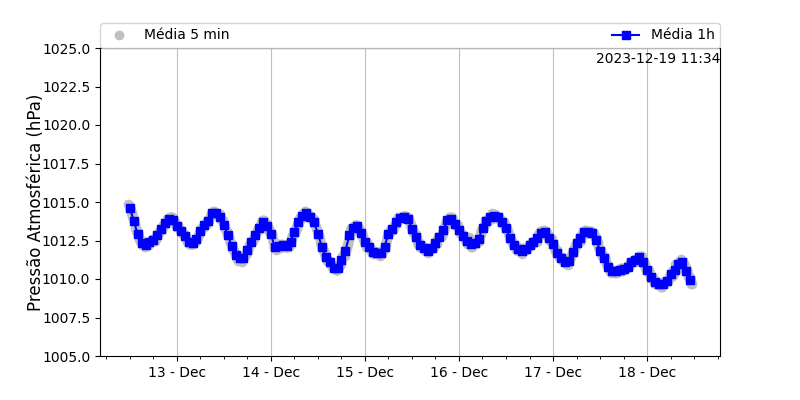 Média 5 min
Média 1h
2023-12-19 11:34
Pressão Atmosférica (hPa)
1025.0
1022.5
1020.0
1017.5
1015.0
1012.5
1010.0
1007.5
1005.0
13 - Dec
14 - Dec
15 - Dec
16 - Dec
17 - Dec
18 - Dec